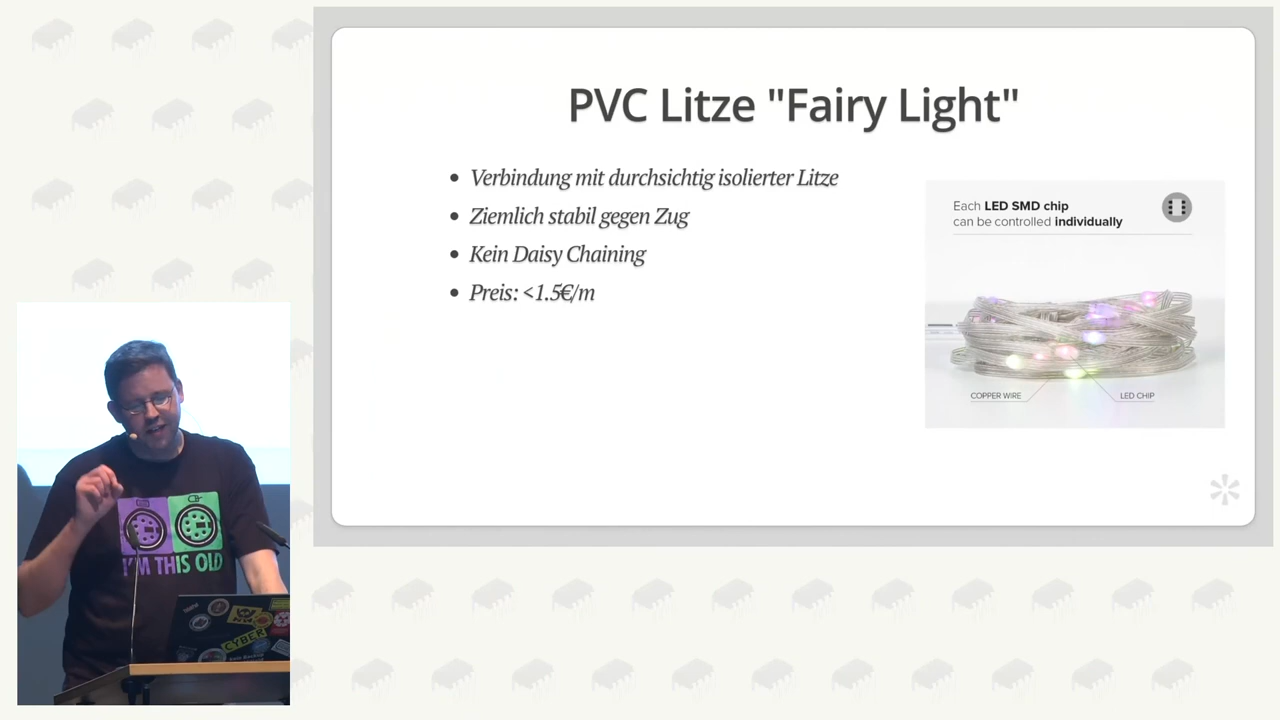 PVC Litze "Fairy Light"
Verbindung mit durchsichtig isolierter Litze
Ziemlich stabil gegen Zug
Kein Daisy Chaining
Preis: <1.5€/m
Each LED SMD chip
can be controlled individually
COPPER WIRE
LED CHIP
I'M THIS OLD
CYBER